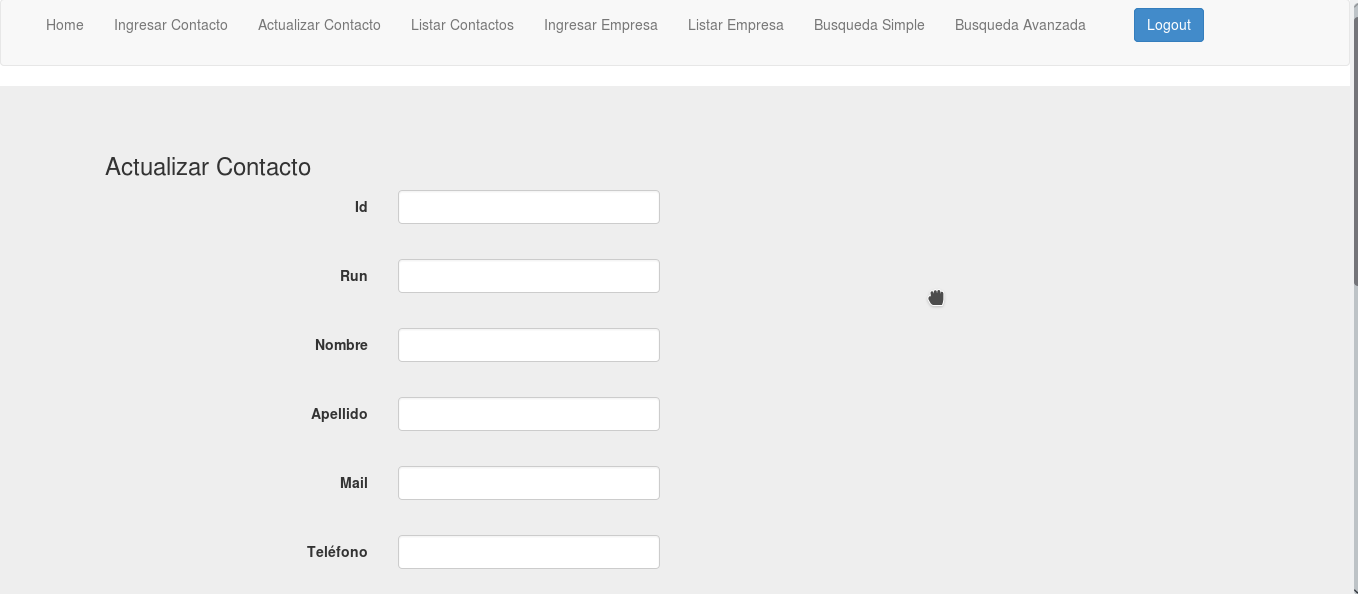 Home Ingresar Contacto Actualizar Contacto Listar Contactos Ingresar Empresa Listar Empresa Busqueda Simple Busqueda Avanzada Logout
Actualizar Contacto
Id
Run
Nombre
Apellido
Mail
Teléfono